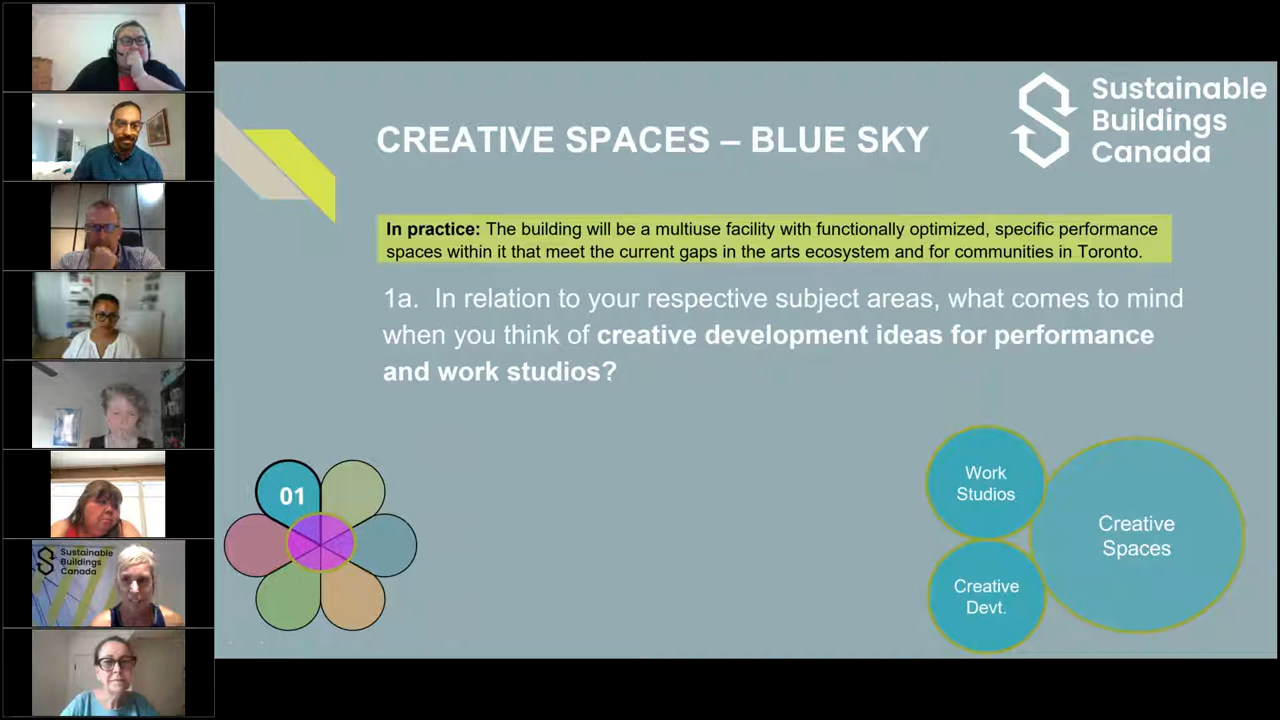 Sustainable
Buildings
Canada
CREATIVE SPACES – BLUE SKY
In practice: The building will be a multiuse facility with functionally optimized, specific performance
spaces within it that meet the current gaps in the arts ecosystem and for communities in Toronto.
1a. In relation to your respective subject areas, what comes to mind
when you think of creative development ideas for performance
and work studios?
01
Work
Studios
Creative
Spaces
Creative
Devt.
Sustainable
Buildings
Canada